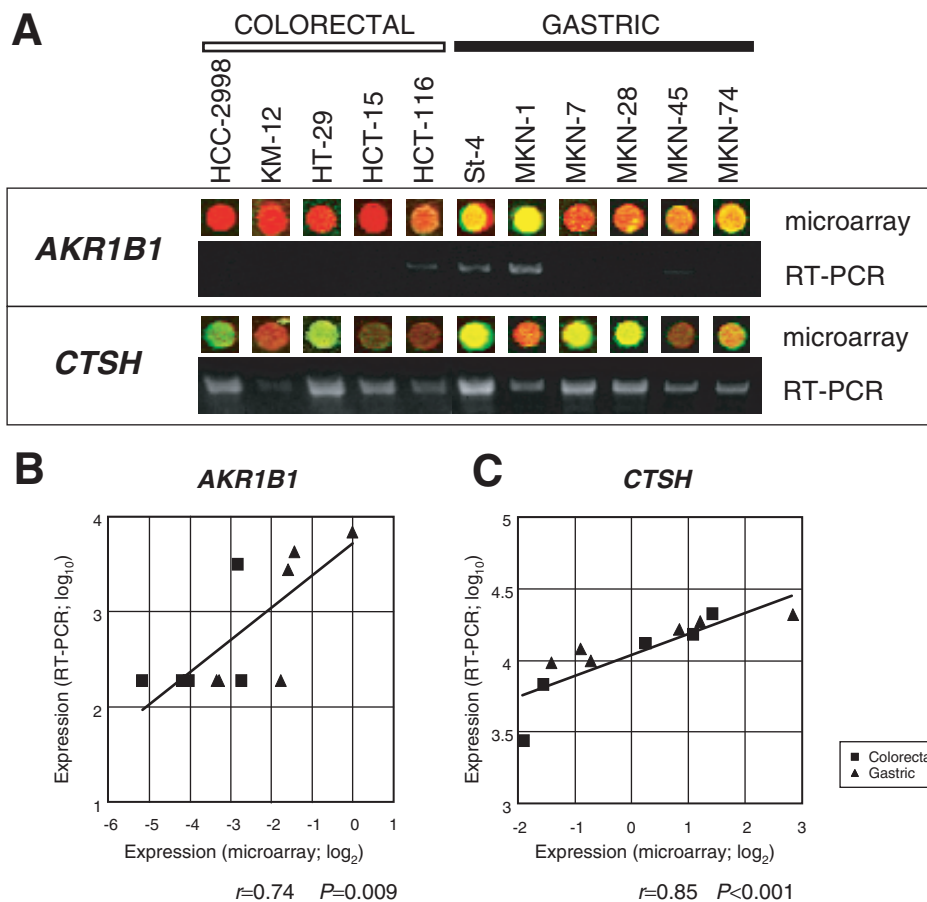 A
COLORECTAL GASTRIC
HCC-2998
KM-12
HT-29
HCT-15
HCT-116
St-4
MKN-1
MKN-7
MKN-28
MKN-45
MKN-74
AKR1B1
microarray
RT-PCR
CTSH
microarray
RT-PCR
B
AKR1B1
Expression (RT-PCR; log10)
4
3
2
1
-6 -5 -4 -3 -2 -1 0 1
Expression (microarray; log2)
r=0.74 P=0.009
C
CTSH
Expression (RT-PCR; log10)
5
4.5
4
3.5
3
-2 -1 0 1 2 3
Expression (microarray; log2)
r=0.85 P<0.001
Colorecta
Gastric